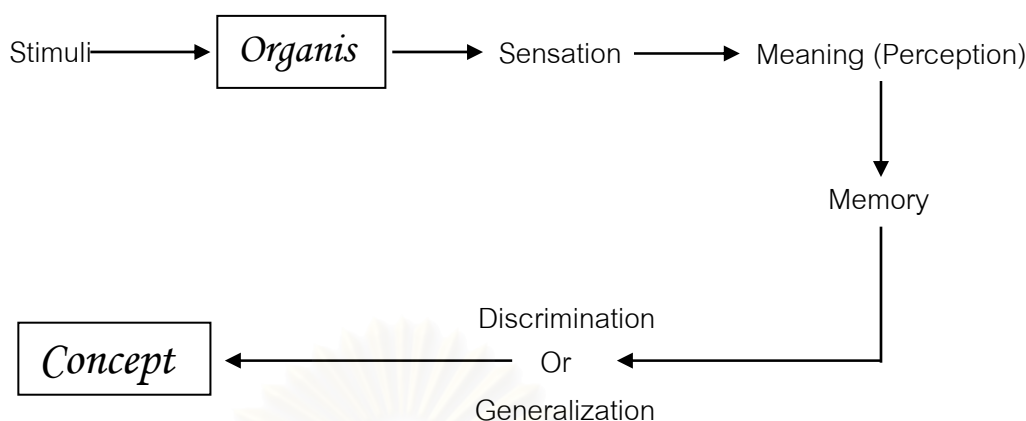 Stimuli Organis Sensation Meaning (Perception)
Memory
Discrimination
Concept Or
Generalization